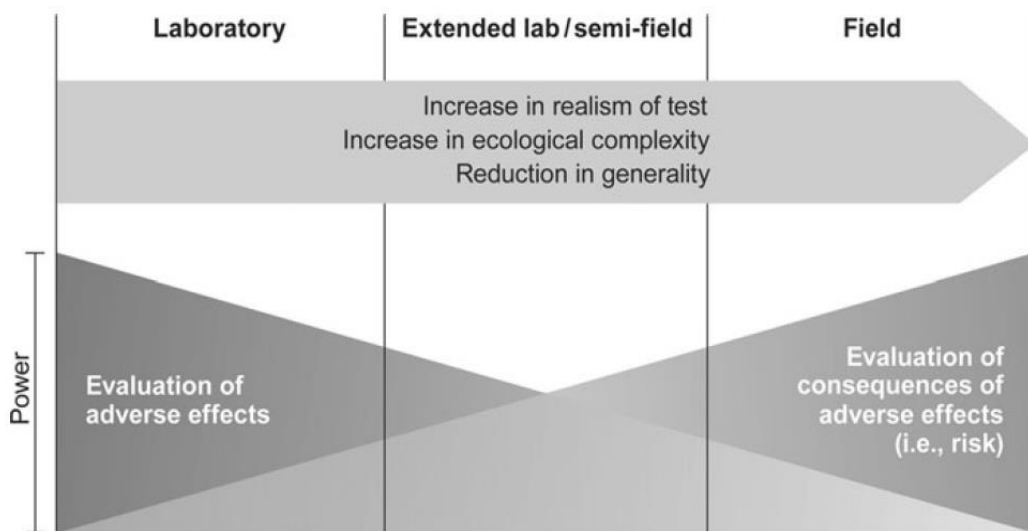 Laboratory
Extended lab/semi-field
Field
Increase in realism of test
Increase in ecological complexity
Reduction in generality
Power
Evaluation of
adverse effects
Evaluation of
consequences of
adverse effects
(i.e., risk)